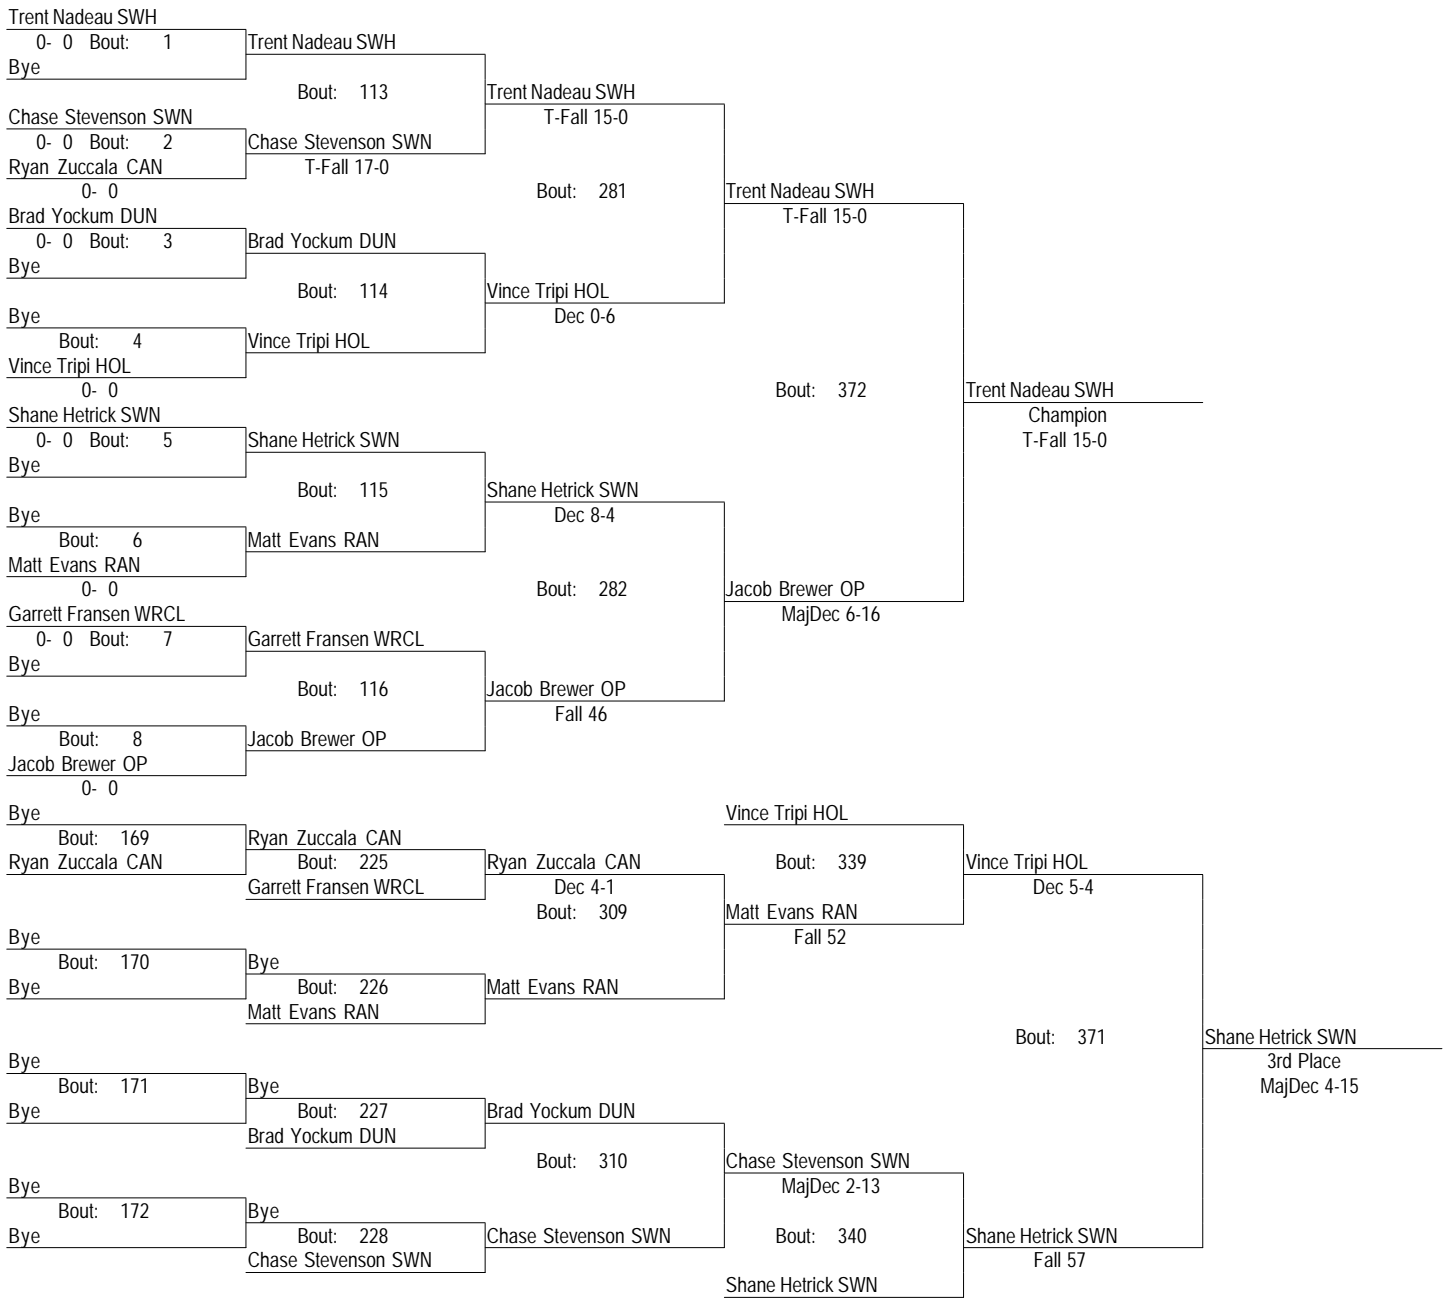 Trent Nadeau SWH
0- 0 Bout: 1 Trent Nadeau SWH
Bye
Bout: 113 Trent Nadeau SWH
Chase Stevenson SWN T-Fall 15-0
0- 0 Bout: 2 Chase Stevenson SWN
Ryan Zuccala CAN T-Fall 17-0
0- 0 Bout: 281 Trent Nadeau SWH
Brad Yockum DUN T-Fall 15-0
0- 0 Bout: 3 Brad Yockum DUN
Bye
Bout: 114 Vince Tripi HOL
Bye Dec 0-6
Bout: 4 Vince Tripi HOL
Vince Tripi HOL
0- 0 Bout: 372 Trent Nadeau SWH
Shane Hetrick SWN Champion
0- 0 Bout: 5 Shane Hetrick SWN T-Fall 15-0
Bye
Bout: 115 Shane Hetrick SWN
Bye Dec 8-4
Bout: 6 Matt Evans RAN
Matt Evans RAN
0- 0 Bout: 282 Jacob Brewer OP
Garrett Fransen WRCL MajDec 6-16
0- 0 Bout: 7 Garrett Fransen WRCL
Bye
Bout: 116 Jacob Brewer OP
Bye Fall 46
Bout: 8 Jacob Brewer OP
Jacob Brewer OP
0- 0
Bye Vince Tripi HOL
Bout: 169 Ryan Zuccala CAN
Ryan Zuccala CAN Bout: 225 Ryan Zuccala CAN Bout: 339 Vince Tripi HOL
Garrett Fransen WRCL Dec 4-1 Dec 5-4
Bout: 309 Matt Evans RAN
Bye Fall 52
Bout: 170 Bye
Bye Bout: 226 Matt Evans RAN
Matt Evans RAN
Bout: 371 Shane Hetrick SWN
Bye 3rd Place
Bout: 171 Bye MajDec 4-15
Bye Bout: 227 Brad Yockum DUN
Brad Yockum DUN
Bout: 310 Chase Stevenson SWN
Bye MajDec 2-13
Bout: 172 Bye
Bye Bout: 228 Chase Stevenson SWN Bout: 340 Shane Hetrick SWN
Chase Stevenson SWN Fall 57
Shane Hetrick SWN